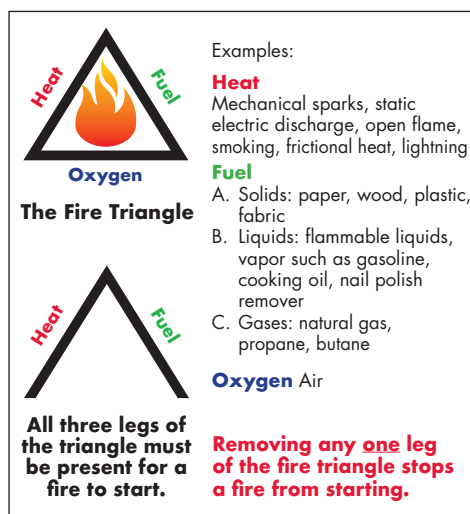 Heat
Fuel
Oxygen
The Fire Triangle
Heat
Fuel
All three legs of
the triangle must
be present for a
fire to start.
Examples:
Heat
Mechanical sparks, static
electric discharge, open flame,
smoking, frictional heat, lightning
Fuel
A. Solids: paper, wood, plastic,
fabric
B. Liquids: flammable liquids,
vapor such as gasoline,
cooking oil, nail polish
remover
C. Gases: natural gas,
propane, butane
Oxygen Air
Removing any one leg
of the fire triangle stops
a fire from starting.